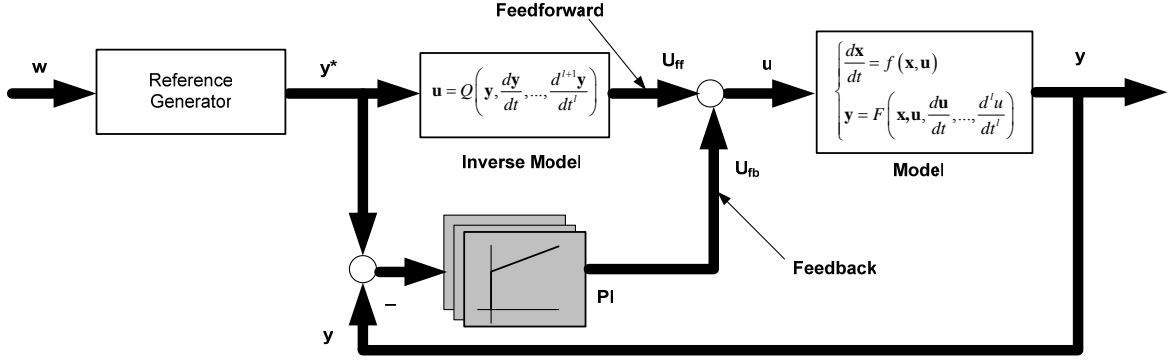 Feedforward
w
Reference
Generator
y*
u = Q(y, dy/dt, ..., d^{l+1}y/dt^l)
Inverse Model
U_ff
u
{dx/dt = f(x, u)
y = F(x, u, du/dt, ..., d^l u/dt^l)
Model
y
U_fb
Feedback
PI
–
y